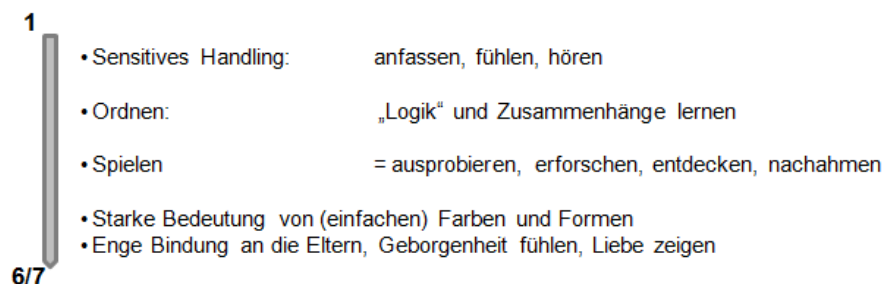 1
• Sensitives Handling: anfassen, fühlen, hören
• Ordnen: „Logik“ und Zusammenhänge lernen
• Spielen = ausprobieren, erforschen, entdecken, nachahmen
• Starke Bedeutung von (einfachen) Farben und Formen
• Enge Bindung an die Eltern, Geborgenheit fühlen, Liebe zeigen
6/7